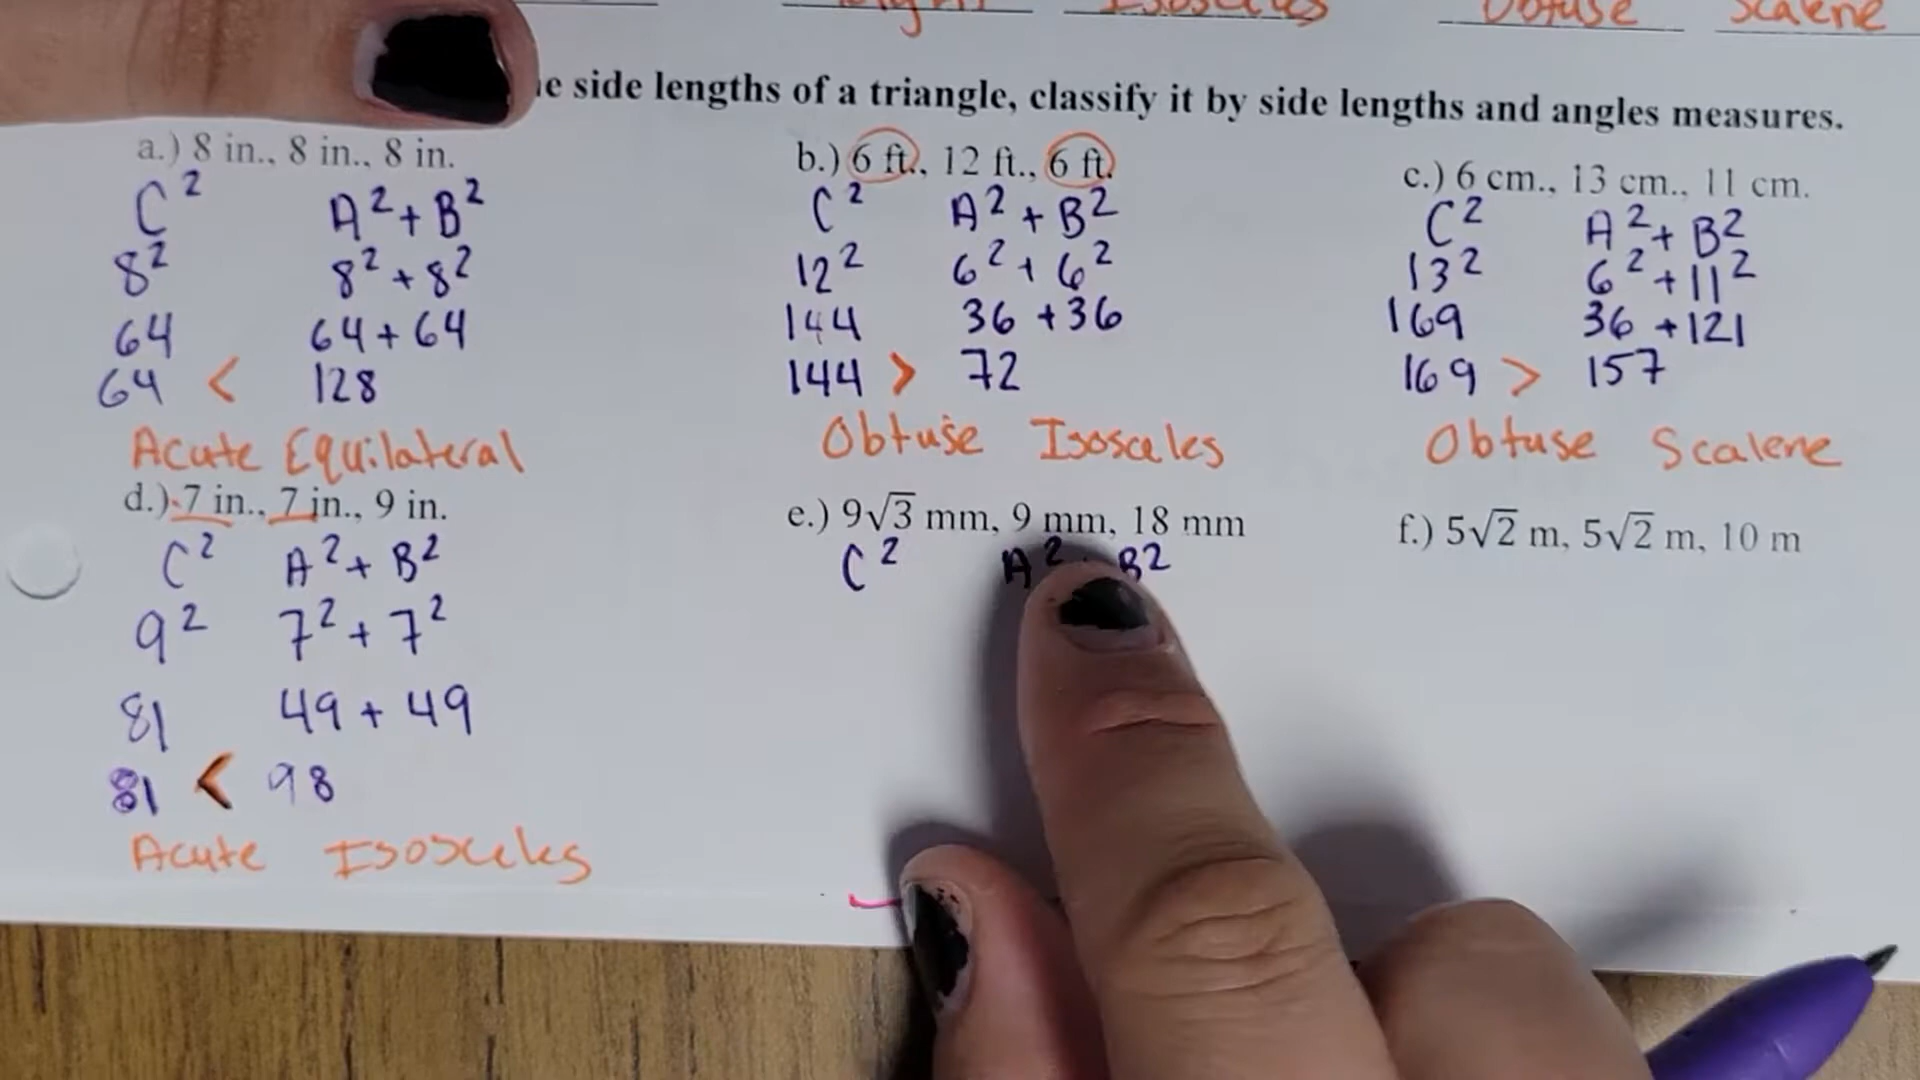 Isosceles Obtuse Scalene
side lengths of a triangle, classify it by side lengths and angles measures.
a.) 8 in., 8 in., 8 in.
C² A² + B²
8² 8² + 8²
64 64 + 64
64 < 128
Acute Equilateral
b.) 6 ft., 12 ft., 6 ft.
C² A² + B²
12² 6² + 6²
144 36 + 36
144 > 72
Obtuse Isoscales
c.) 6 cm., 13 cm., 11 cm.
C² A² + B²
13² 6² + 11²
169 36 + 121
169 > 157
Obtuse Scalene
d.) 7 in., 7 in., 9 in.
C² A² + B²
9² 7² + 7²
81 49 + 49
81 < 98
Acute Isosceles
e.) 9√3 mm, 9 mm, 18 mm
C² A² B²
f.) 5√2 m, 5√2 m, 10 m